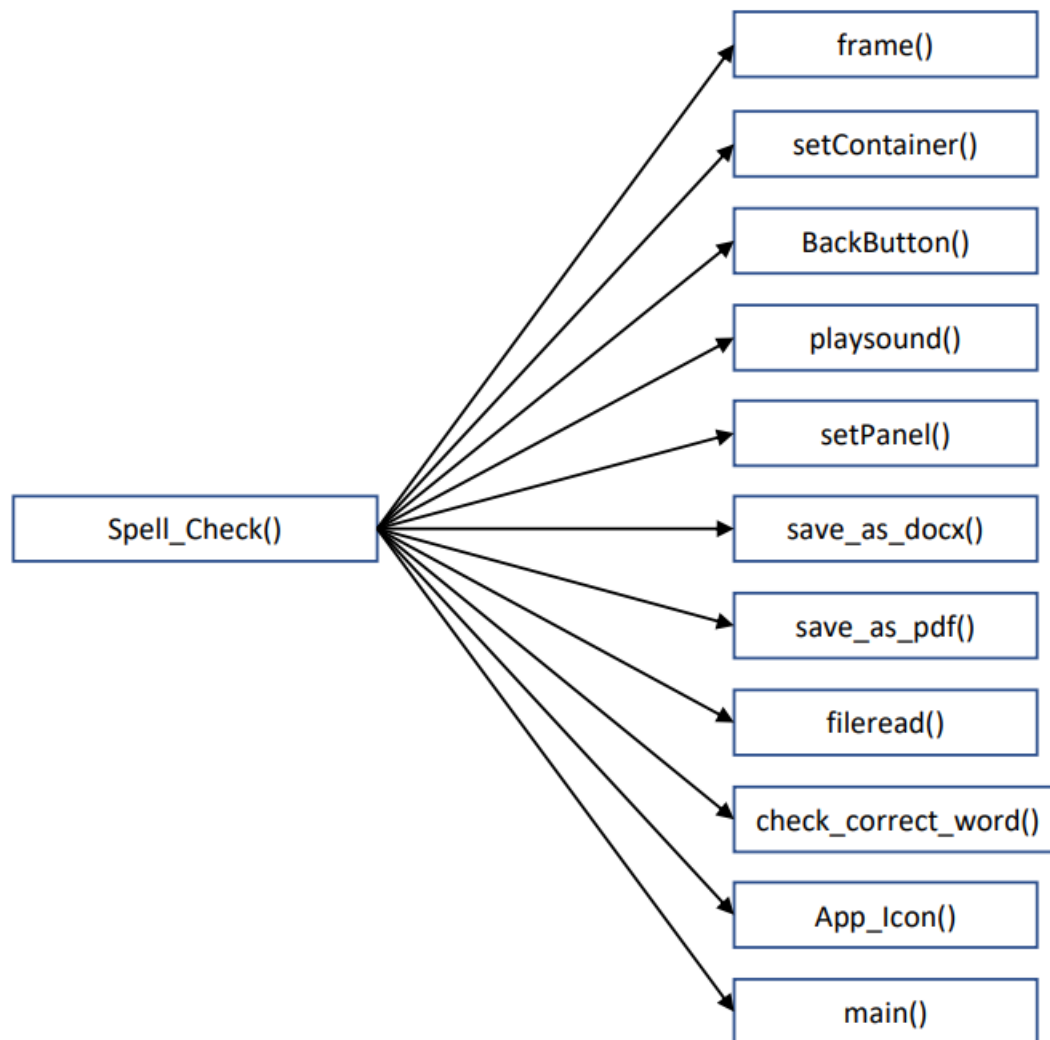 frame()
setContainer()
BackButton()
playsound()
setPanel()
Spell_Check()
save_as_docx()
save_as_pdf()
fileread()
check_correct_word()
App_Icon()
main()